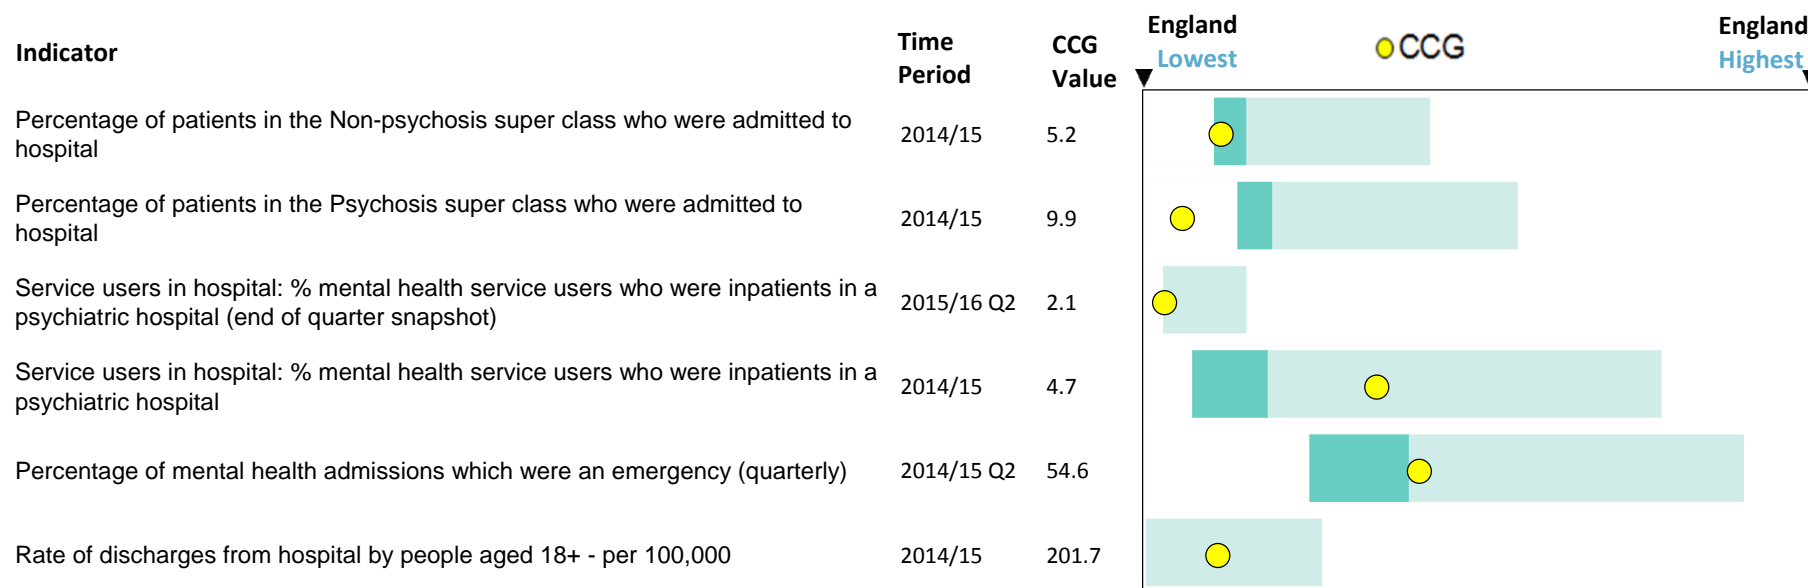 Indicator
Time
Period
CCG
Value
England
Lowest
CCG
England
Highest
Percentage of patients in the Non-psychosis super class who were admitted to
hospital
2014/15
5.2
Percentage of patients in the Psychosis super class who were admitted to
hospital
2014/15
9.9
Service users in hospital: % mental health service users who were inpatients in a
psychiatric hospital (end of quarter snapshot)
2015/16 Q2
2.1
Service users in hospital: % mental health service users who were inpatients in a
psychiatric hospital
2014/15
4.7
Percentage of mental health admissions which were an emergency (quarterly)
2014/15 Q2
54.6
Rate of discharges from hospital by people aged 18+ - per 100,000
2014/15
201.7